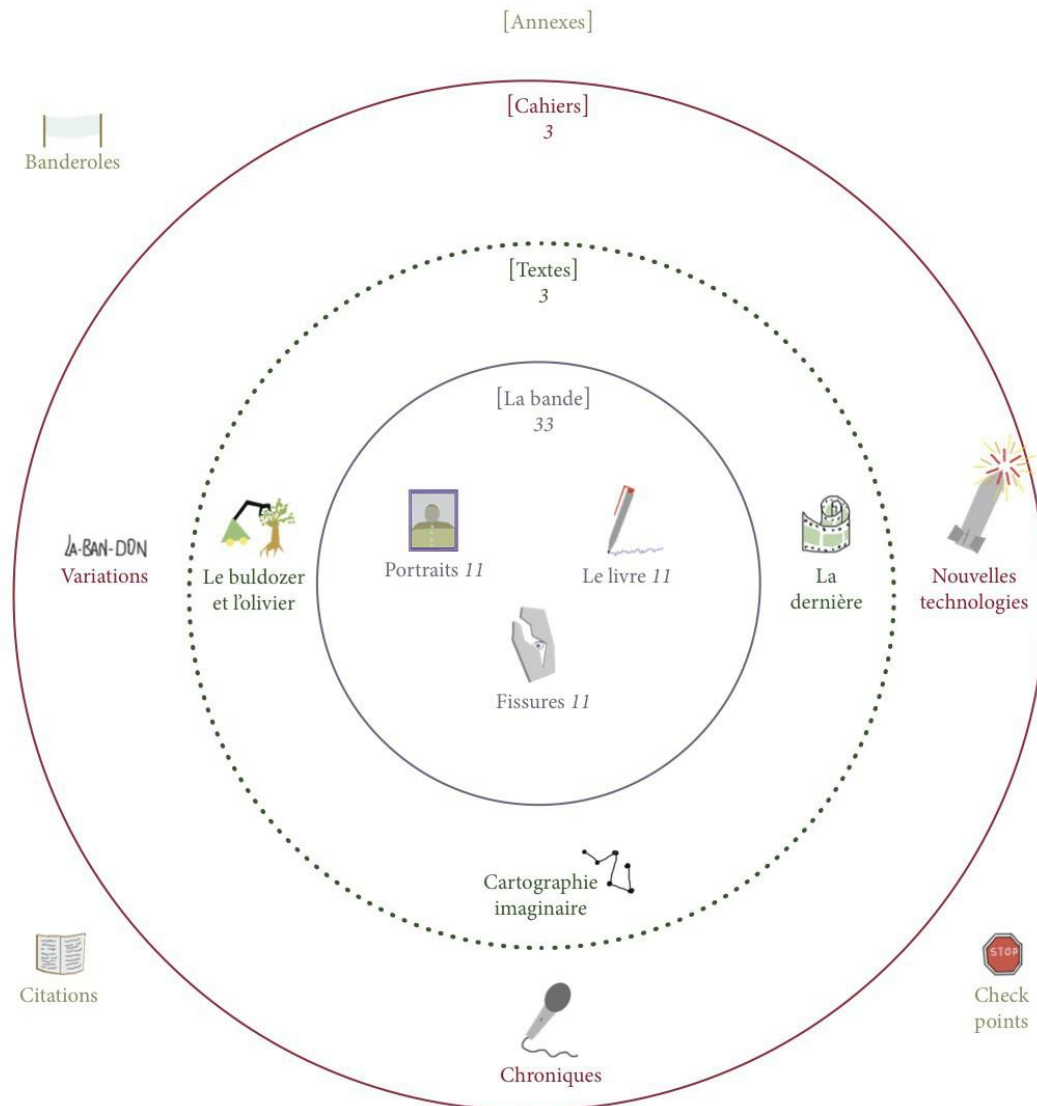 [Annexes]
[Cahiers]
3
Banderoles
[Textes]
3
[La bande]
33
LA-BAN-DON
Variations
Le buldozer
et l'olivier
Portraits 11
Le livre 11
La
dernière
Nouvelles
technologies
Fissures 11
Cartographie
imaginaire
Citations
STOP
Check
points
Chroniques